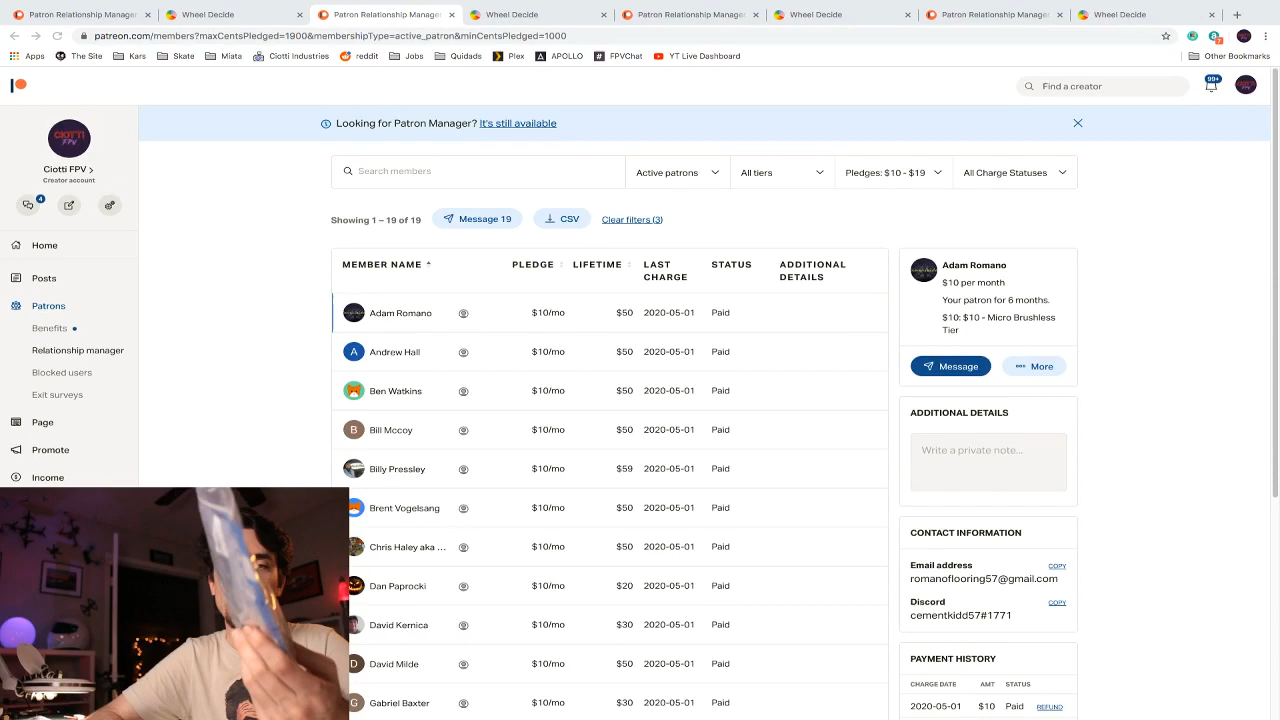 Patron Relationship Manager
Wheel Decide
Patron Relationship Manager
Wheel Decide
Patron Relationship Manager
Wheel Decide
Patron Relationship Manager
Wheel Decide
patreon.com/members?maxCentsPledged=1900&membershipType=active_patron&minCentsPledged=1000
Apps
The Site
Kars
Skate
Miata
Ciotti Industries
reddit
Jobs
Quidads
Plex
APOLLO
FPVChat
YT Live Dashboard
Other Bookmarks
Find a creator
99+
CIOTTI
FPV
Ciotti FPV
Creator account
4
Home
Posts
Patrons
Benefits
Relationship manager
Blocked users
Exit surveys
Page
Promote
Income
Looking for Patron Manager? It's still available
Search members
Active patrons
All tiers
Pledges: $10 - $19
All Charge Statuses
Showing 1 – 19 of 19
Message 19
CSV
Clear filters (3)
MEMBER NAME PLEDGE LIFETIME LAST CHARGE STATUS ADDITIONAL DETAILS
Adam Romano $10/mo $50 2020-05-01 Paid
A Andrew Hall $10/mo $50 2020-05-01 Paid
Ben Watkins $10/mo $50 2020-05-01 Paid
B Bill Mccoy $10/mo $50 2020-05-01 Paid
Billy Pressley $10/mo $59 2020-05-01 Paid
Brent Vogelsang $10/mo $50 2020-05-01 Paid
Chris Haley aka ... $10/mo $50 2020-05-01 Paid
Dan Paprocki $10/mo $20 2020-05-01 Paid
David Kernica $10/mo $30 2020-05-01 Paid
D David Milde $10/mo $50 2020-05-01 Paid
G Gabriel Baxter $10/mo $30 2020-05-01 Paid
Adam Romano
$10 per month
Your patron for 6 months.
$10: $10 - Micro Brushless
Tier
Message
More
ADDITIONAL DETAILS
Write a private note...
CONTACT INFORMATION
Email address COPY
romanoflooring57@gmail.com
Discord COPY
cementkidd57#1771
PAYMENT HISTORY
CHARGE DATE AMT STATUS
2020-05-01 $10 Paid REFUND